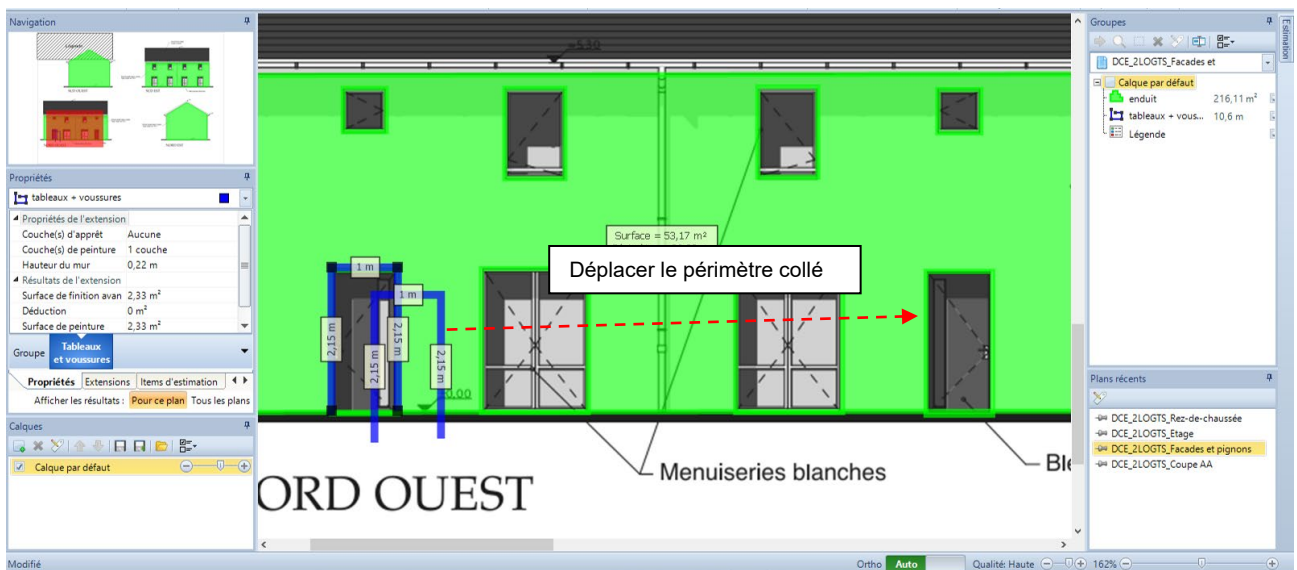 Navigation
Légende
Propriétés
tableaux + voussures
Propriétés de l'extension
Couche(s) d'apprêt Aucune
Couche(s) de peinture 1 couche
Hauteur du mur 0,22 m
Résultats de l'extension
Surface de finition avan 2,33 m²
Déduction 0 m²
Surface de peinture 2,33 m²
Groupe Tableaux
et voussures
Propriétés Extensions Items d'estimation
Afficher les résultats : Pour ce plan Tous les plans
Calques
Calque par défaut
Modifié
Surface = 53,17 m²
Déplacer le périmètre collé
1 m
1 m
2,15 m
2,15 m
2,15 m
2,15 m
Menuiseries blanches
ORD OUEST
Ortho Auto Qualité: Haute 162%
Groupes
Estimation
DCE_2LOGTS_Facades et
Calque par défaut
enduit 216,11 m²
tableaux + vous... 10,6 m
Légende
Plans récents
DCE_2LOGTS_Rez-de-chaussée
DCE_2LOGTS_Etage
DCE_2LOGTS_Facades et pignons
DCE_2LOGTS_Coupe AA